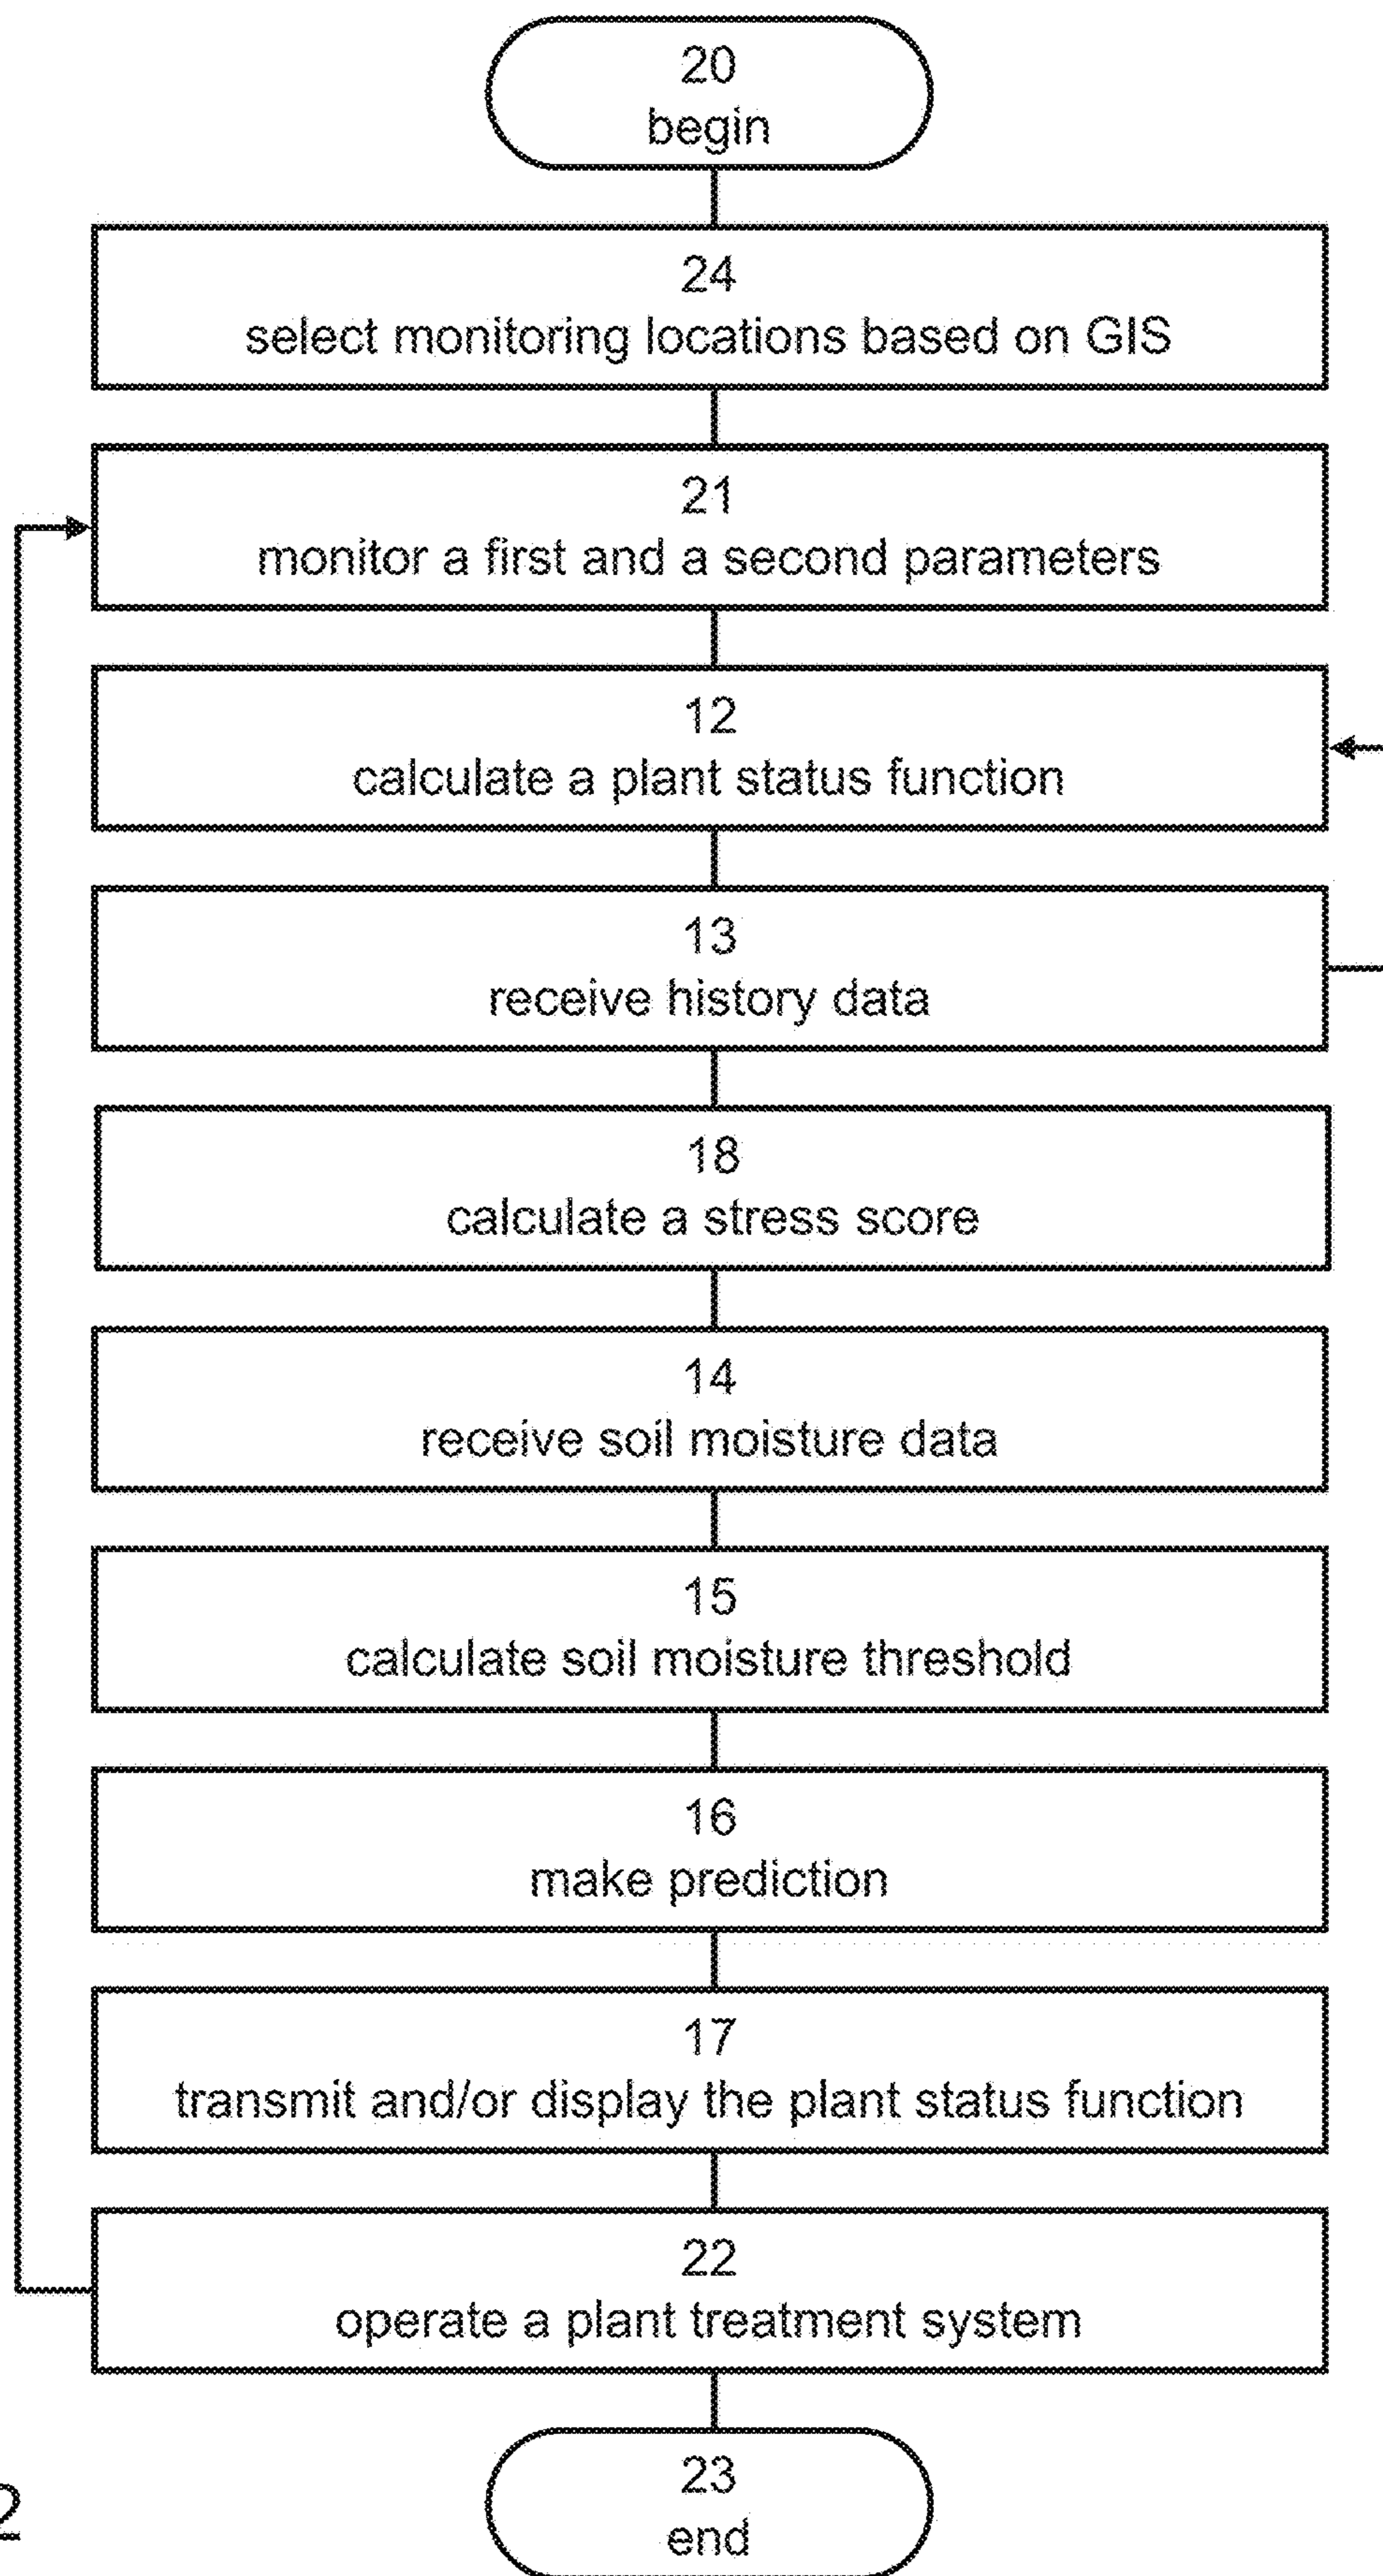 20
begin
24
select monitoring locations based on GIS
21
monitor a first and a second parameters
12
calculate a plant status function
13
receive history data
18
calculate a stress score
14
receive soil moisture data
15
calculate soil moisture threshold
16
make prediction
17
transmit and/or display the plant status function
22
operate a plant treatment system
23
end
2